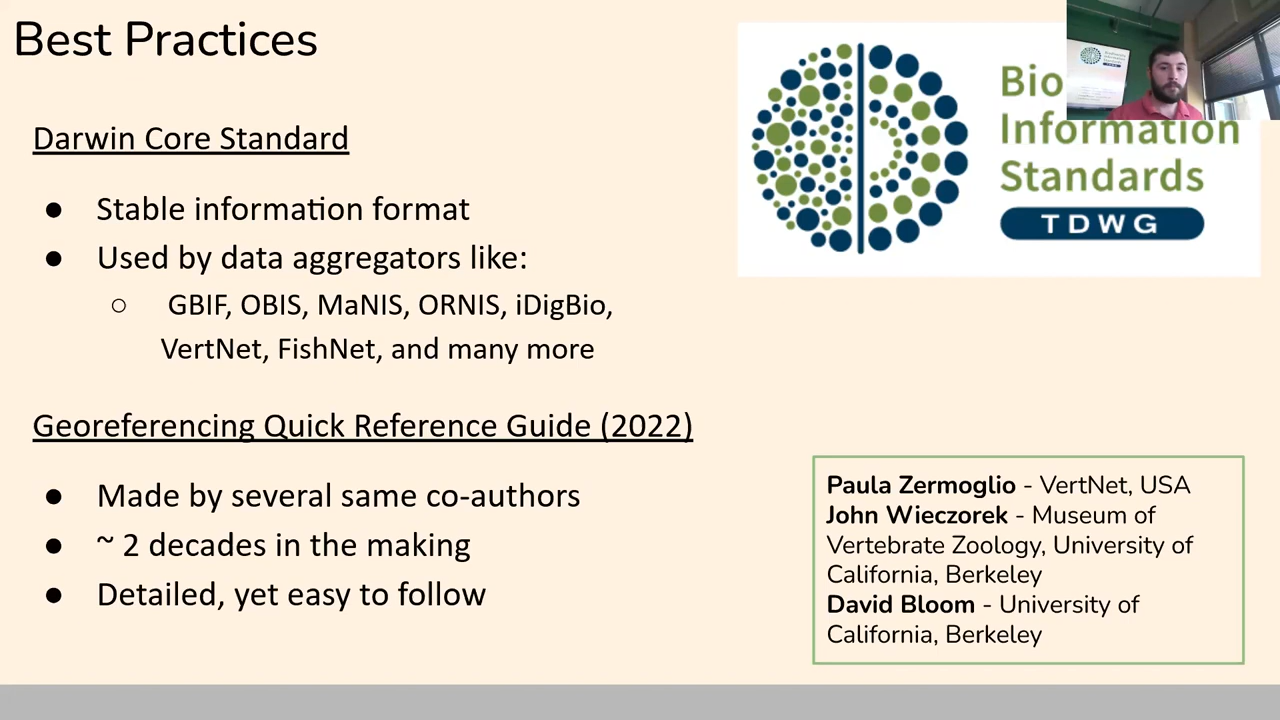 Best Practices
Darwin Core Standard
● Stable information format
● Used by data aggregators like:
○ GBIF, OBIS, MaNIS, ORNIS, iDigBio,
VertNet, FishNet, and many more
Georeferencing Quick Reference Guide (2022)
● Made by several same co-authors
● ~ 2 decades in the making
● Detailed, yet easy to follow
Bio
Information
Standards
TDWG
Paula Zermoglio - VertNet, USA
John Wieczorek - Museum of
Vertebrate Zoology, University of
California, Berkeley
David Bloom - University of
California, Berkeley